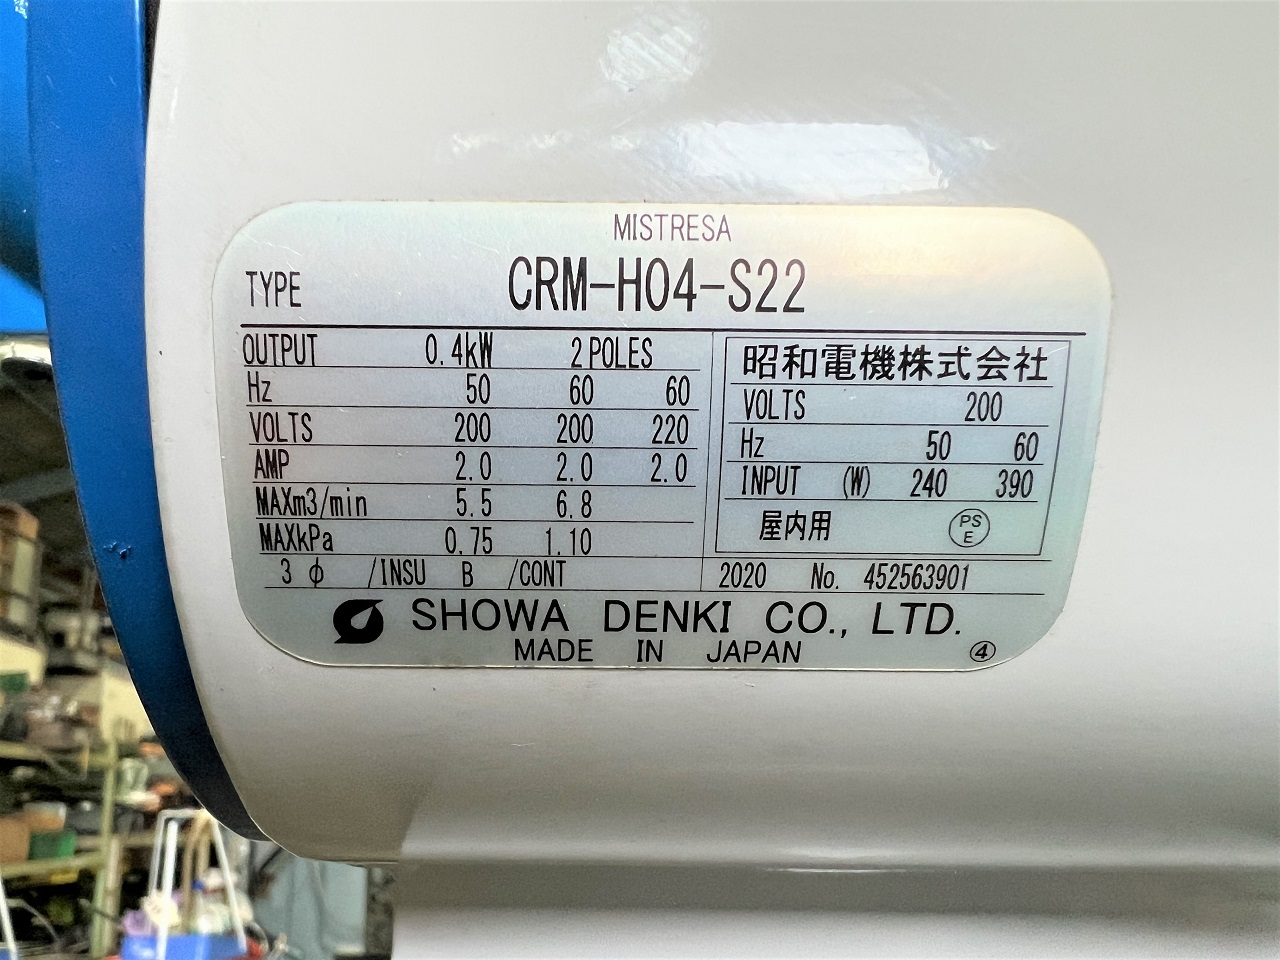 MISTRESA
TYPE CRM-H04-S22
OUTPUT 0.4kW 2 POLES
Hz 50 60 60
VOLTS 200 200 220
AMP 2.0 2.0 2.0
MAXm3/min 5.5 6.8
MAXkPa 0.75 1.10
昭和電機株式会社
VOLTS 200
Hz 50 60
INPUT (W) 240 390
屋内用 PS E
3 φ /INSU B /CONT 2020 No. 452563901
SHOWA DENKI CO., LTD.
MADE IN JAPAN ④